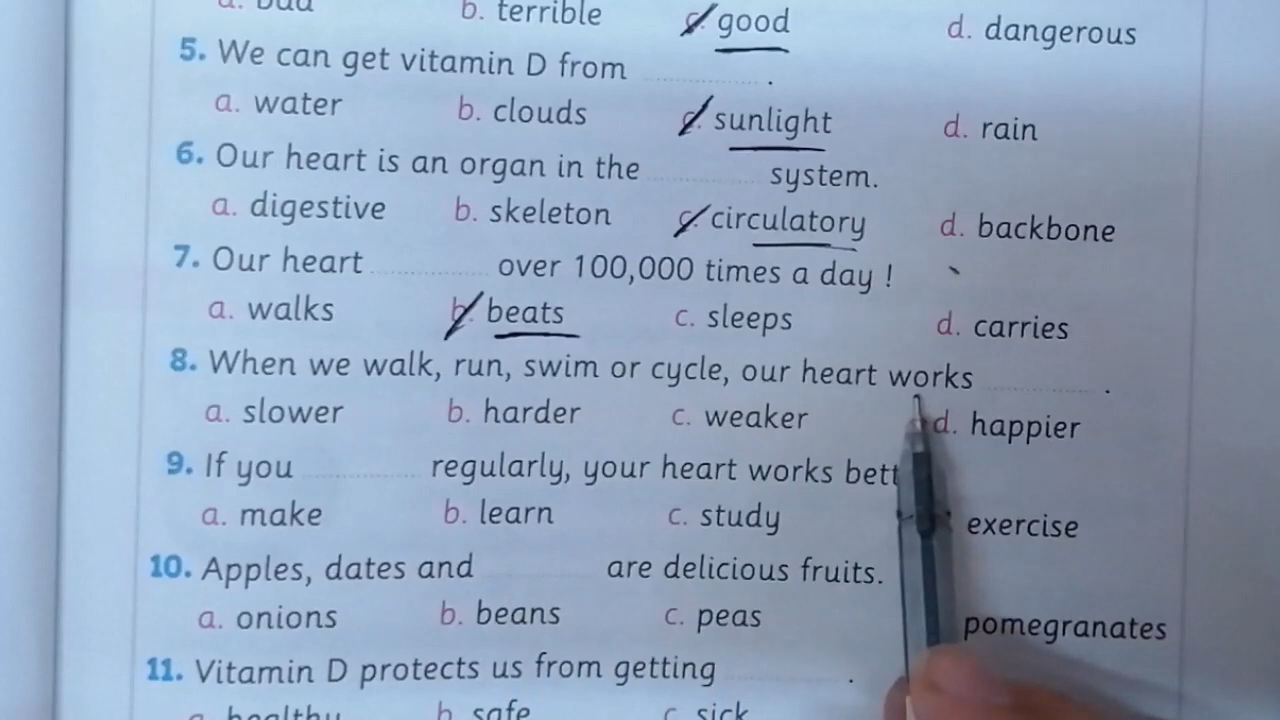 a. bad b. terrible c. good d. dangerous
5. We can get vitamin D from .......... .
a. water b. clouds c. sunlight d. rain
6. Our heart is an organ in the .......... system.
a. digestive b. skeleton c. circulatory d. backbone
7. Our heart .......... over 100,000 times a day !
a. walks b. beats c. sleeps d. carries
8. When we walk, run, swim or cycle, our heart works .......... .
a. slower b. harder c. weaker d. happier
9. If you .......... regularly, your heart works bett
a. make b. learn c. study exercise
10. Apples, dates and .......... are delicious fruits.
a. onions b. beans c. peas pomegranates
11. Vitamin D protects us from getting .......... .
a. healthy b. safe c. sick